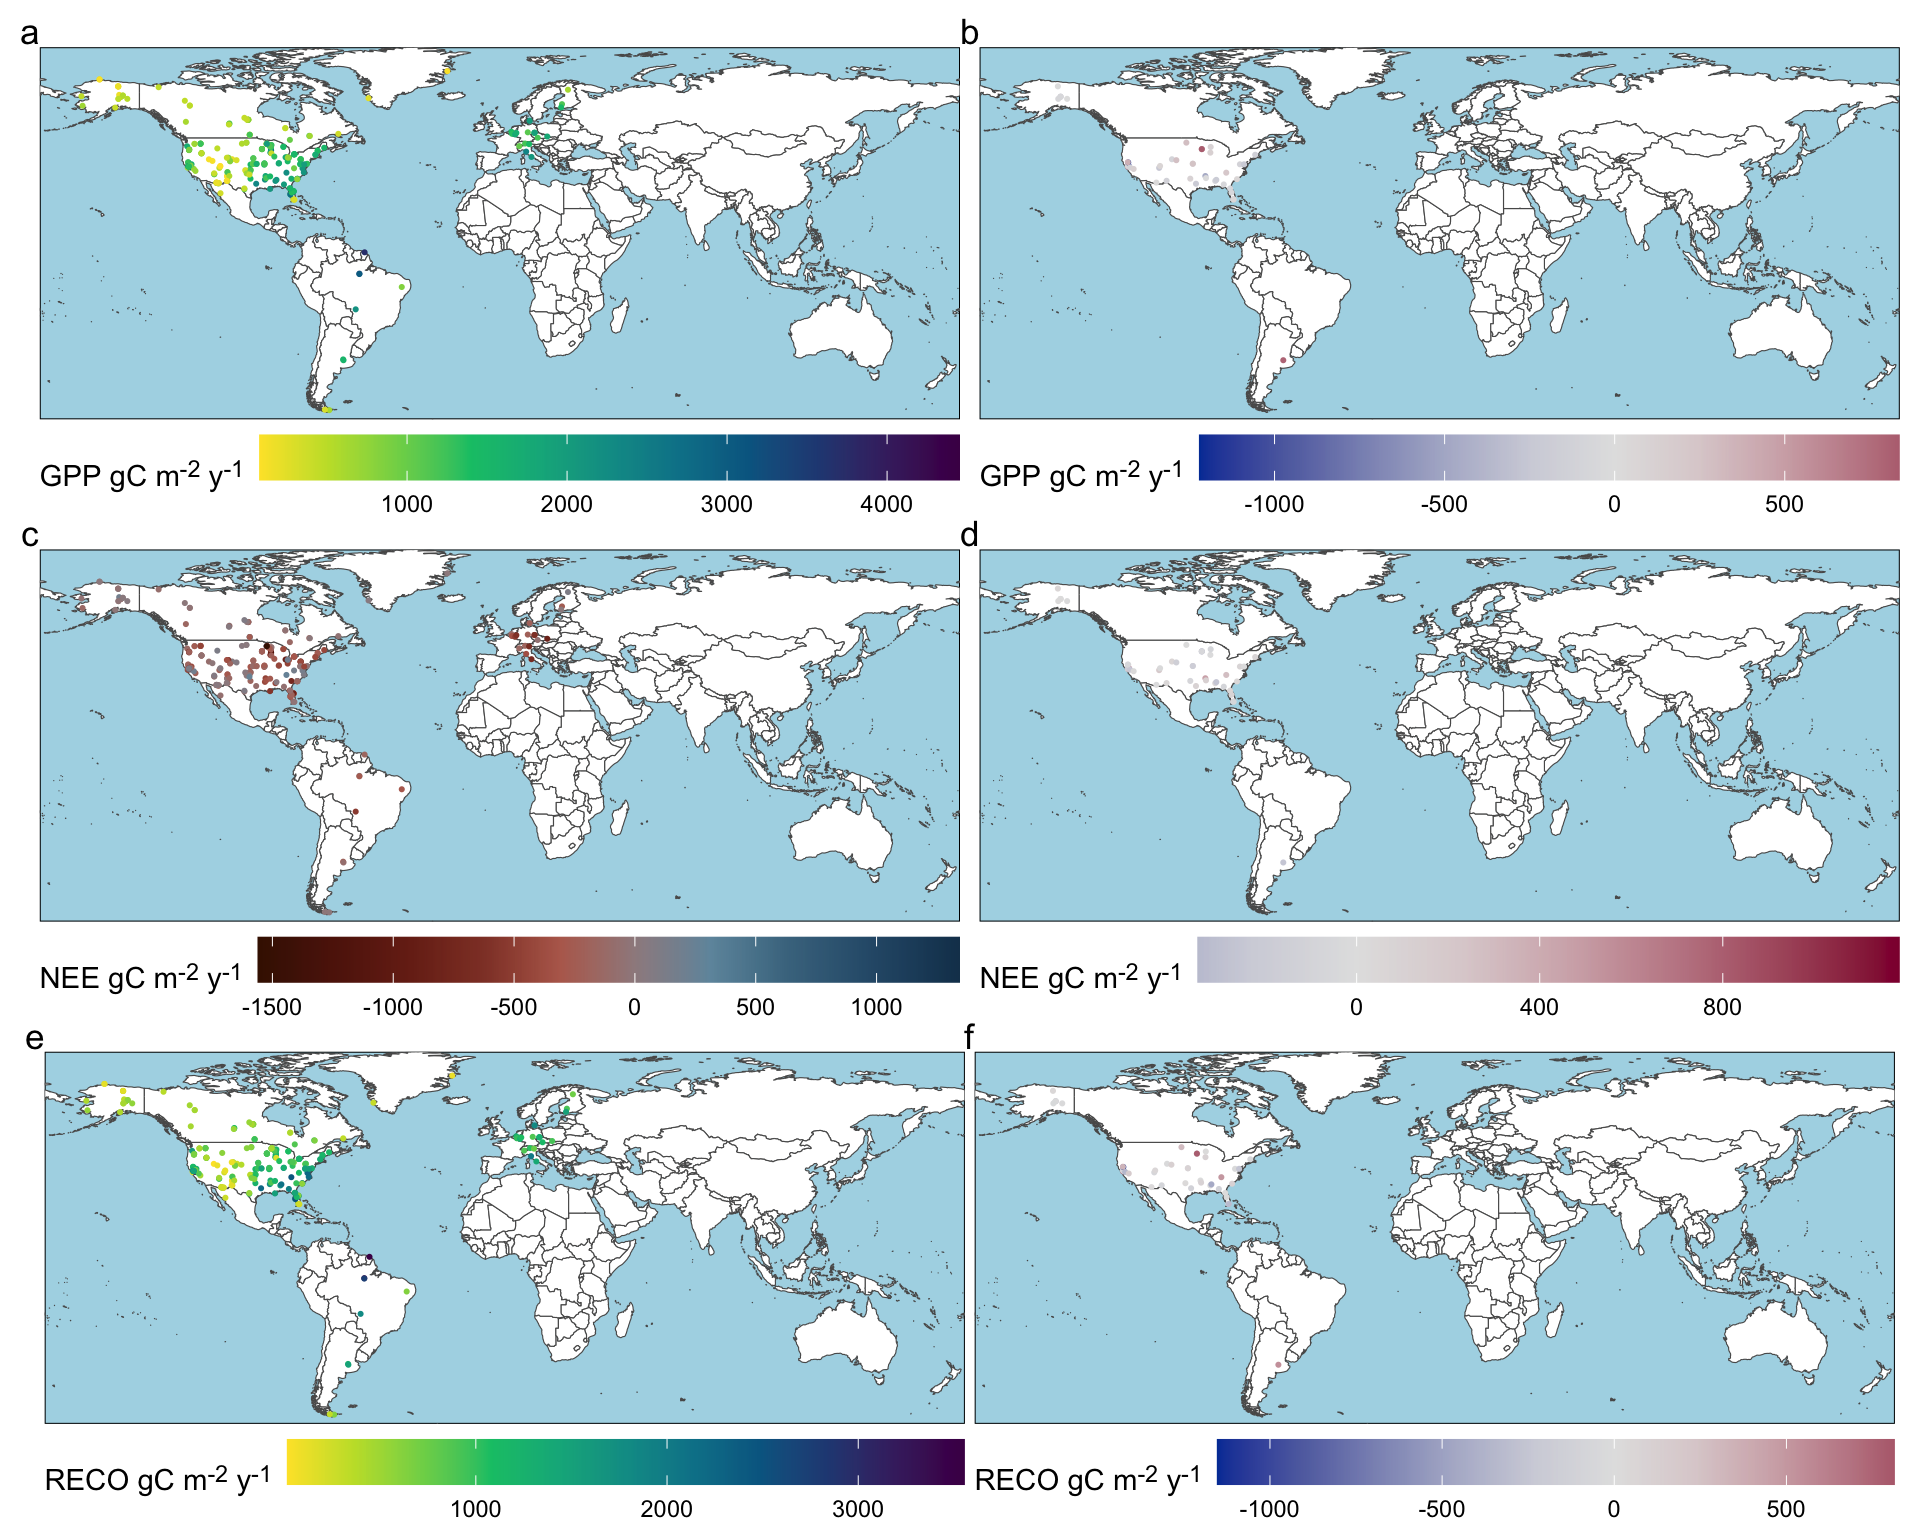 a
b
GPP gC m-2 y-1
1000 2000 3000 4000
GPP gC m-2 y-1
-1000 -500 0 500
c
d
NEE gC m-2 y-1
-1500 -1000 -500 0 500 1000
NEE gC m-2 y-1
0 400 800
e
f
RECO gC m-2 y-1
1000 2000 3000
RECO gC m-2 y-1
-1000 -500 0 500